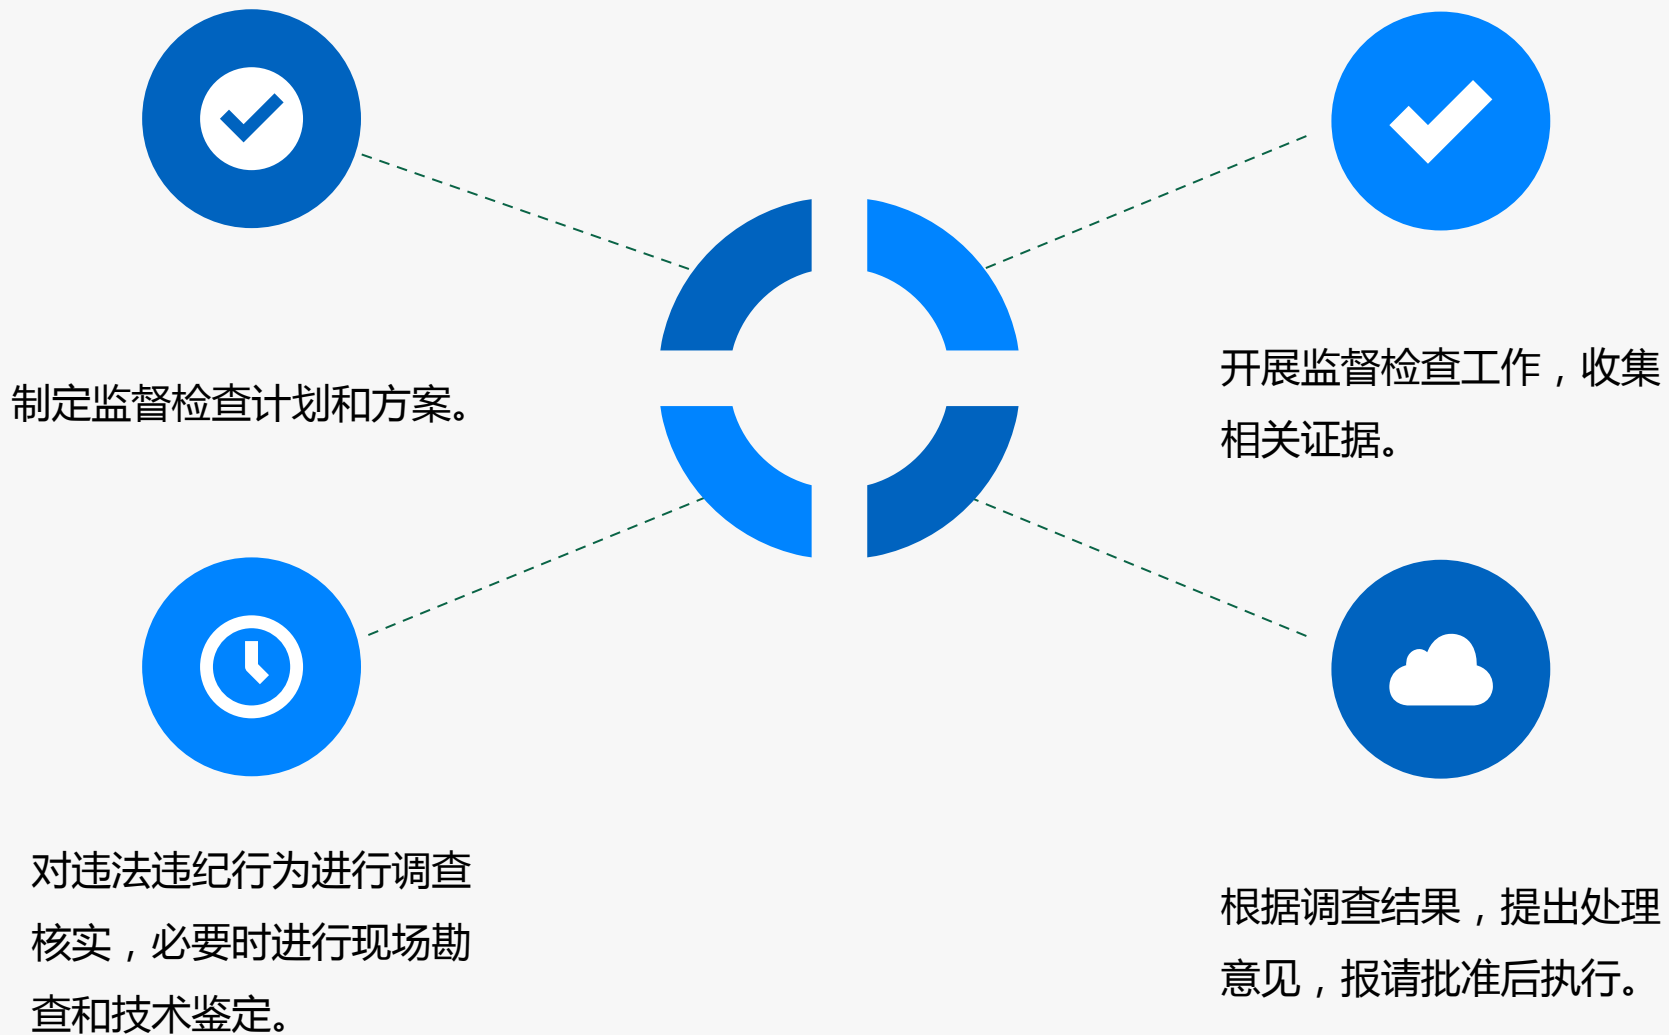 制定监督检查计划和方案。
开展监督检查工作，收集
相关证据。
对违法违纪行为进行调查
核实，必要时进行现场勘
查和技术鉴定。
根据调查结果，提出处理
意见，报请批准后执行。